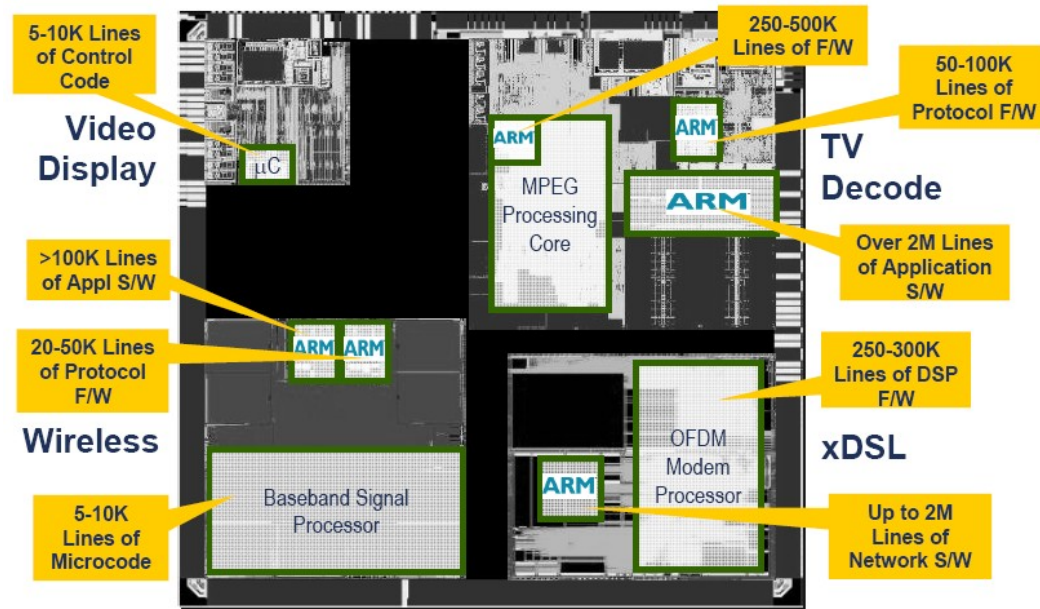 5-10K Lines
of Control
Code
Video
Display
µC
250-500K
Lines of F/W
50-100K
Lines of
Protocol F/W
ARM
ARM
TV
Decode
MPEG
Processing
Core
ARM
Over 2M Lines
of Application
S/W
>100K Lines
of Appl S/W
ARM
ARM
20-50K Lines
of Protocol
F/W
Wireless
Baseband Signal
Processor
5-10K
Lines of
Microcode
250-300K
Lines of DSP
F/W
OFDM
Modem
Processor
xDSL
ARM
Up to 2M
Lines of
Network S/W